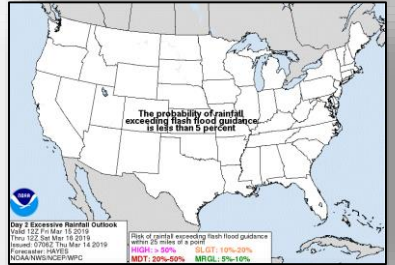 The probability of rainfall
exceeding flash flood guidance
is less than 5 percent
noaa
Day 2 Excessive Rainfall Outlook
Valid 12Z Fri Mar 15 2019
Thru 12Z Sat Mar 16 2019
Issued: 0706Z Thu Mar 14 2019
Forecaster: HAYES
NOAA/NWS/NCEP/WPC
Risk of rainfall exceeding flash flood guidance
within 25 miles of a point
HIGH: > 50% SLGT: 10%-20%
MDT: 20%-50% MRGL: 5%-10%